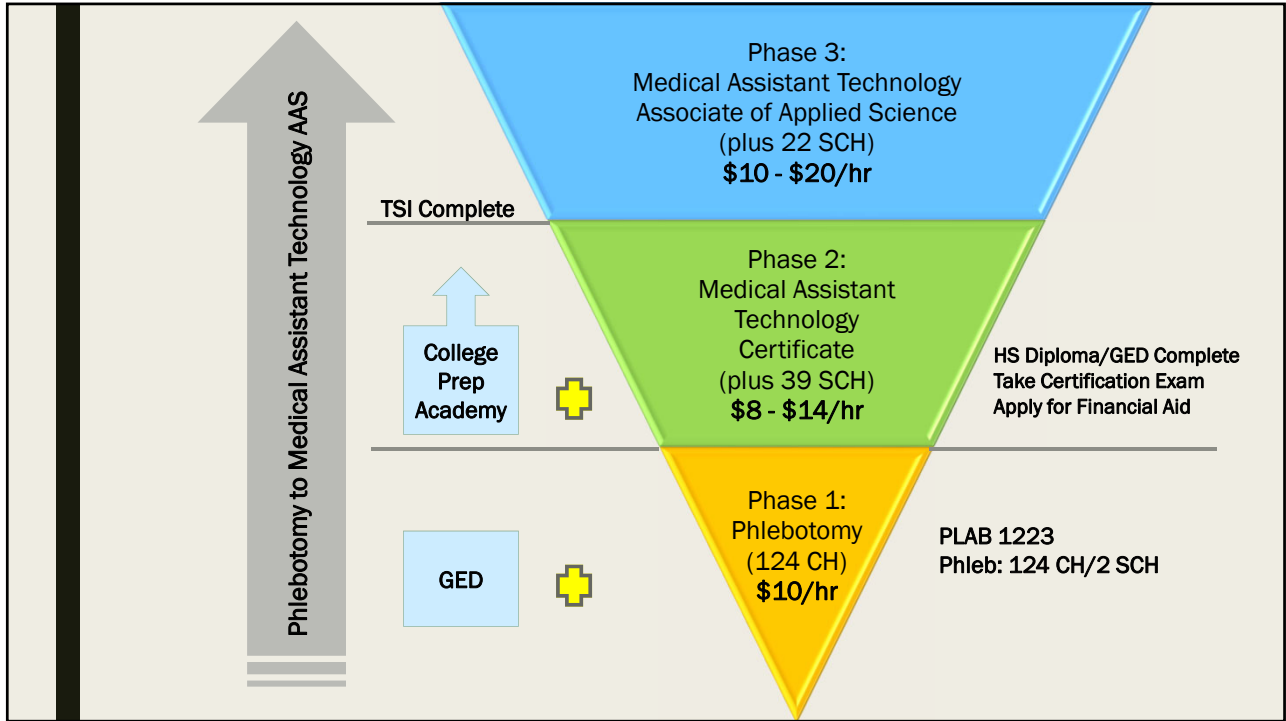 Phlebotomy to Medical Assistant Technology AAS
Phase 3:
Medical Assistant Technology
Associate of Applied Science
(plus 22 SCH)
$10 - $20/hr
TSI Complete
Phase 2:
Medical Assistant
Technology
Certificate
(plus 39 SCH)
$8 - $14/hr
College
Prep
Academy
HS Diploma/GED Complete
Take Certification Exam
Apply for Financial Aid
Phase 1:
Phlebotomy
(124 CH)
$10/hr
GED
PLAB 1223
Phleb: 124 CH/2 SCH